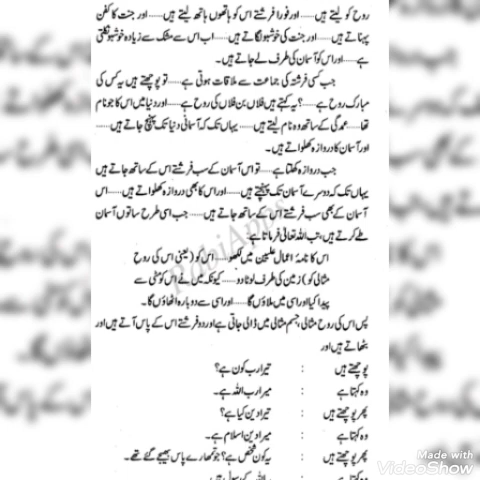 روح کو لیتے ہیں...... اور فوراً فرشتے اس کو ہاتھوں ہاتھ لیتے ہیں...... اور جنت کا کفن
پہناتے ہیں...... اور جنت کی خوشبو لگاتے ہیں...... اب اس سے مشک سے زیادہ خوشبو نکلتی
ہے...... اور اس کو آسمان کی طرف لے جاتے ہیں۔
جب کسی فرشتہ کی جماعت سے ملاقات ہوتی ہے...... تو پوچھتے ہیں یہ کس کی
مبارک روح ہے......؟ یہ کہتے ہیں فلاں بن فلاں کی روح ہے...... اور دنیا میں اس کا جو نام
تھا...... عمدگی کے ساتھ وہ نام لیتے ہیں...... یہاں تک کہ آسمانی دنیا تک پہنچ جاتے ہیں......
اور آسمان کا دروازہ کھلواتے ہیں۔
جب دروازہ کھلتا ہے...... تو اس آسمان کے سب فرشتے اس کے ساتھ جاتے ہیں
یہاں تک کہ دوسرے آسمان تک پہنچتے ہیں...... اور اس کا بھی دروازہ کھلواتے ہیں...... اس
آسمان کے بھی سب فرشتے اس کے ساتھ جاتے ہیں...... جب اسی طرح ساتوں آسمان
طے کرتے ہیں، تب اللہ تعالیٰ فرماتا ہے
اس کا نامۂ اعمال علیین میں لکھو...... اس کو (یعنی اس کی روح
مثالی کو) زمین کی طرف لوٹا دو...... کیونکہ میں نے اس کو مٹی سے
پیدا کیا اور اسی میں ملاؤں گا...... اور اسی سے دوبارہ اٹھاؤں گا۔
پس اس کی روح مثالی، جسم مثالی میں ڈالی جاتی ہے اور دو فرشتے اس کے پاس آتے ہیں اور
بٹھاتے ہیں اور
پوچھتے ہیں : تیرا رب کون ہے؟
وہ کہتا ہے : میرا رب اللہ ہے۔
پھر پوچھتے ہیں : تیرا دین کیا ہے؟
وہ کہتا ہے : میرا دین اسلام ہے۔
پھر پوچھتے ہیں : یہ کون شخص ہے؟ جو تمہارے پاس بھیجے گئے تھے۔
وہ کہتا ہے :
RabiApps
Made with
VideoShow